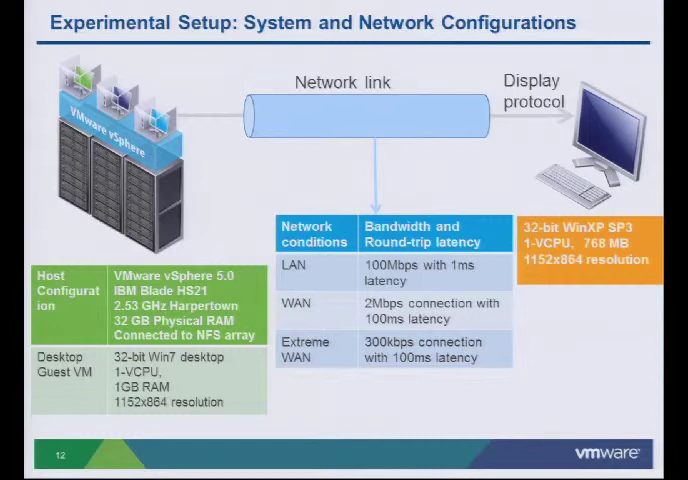 Experimental Setup: System and Network Configurations
Network link
Display
protocol
VMware vSphere
Network
conditions
Bandwidth and
Round-trip latency
LAN
100Mbps with 1ms
latency
WAN
2Mbps connection with
100ms latency
Extreme
WAN
300kbps connection
with 100ms latency
32-bit WinXP SP3
1-VCPU, 768 MB
1152x864 resolution
Host
Configurat
ion
VMware vSphere 5.0
IBM Blade HS21
2.53 GHz Harpertown
32 GB Physical RAM
Connected to NFS array
Desktop
Guest VM
32-bit Win7 desktop
1-VCPU,
1GB RAM
1152x864 resolution
12
vmware